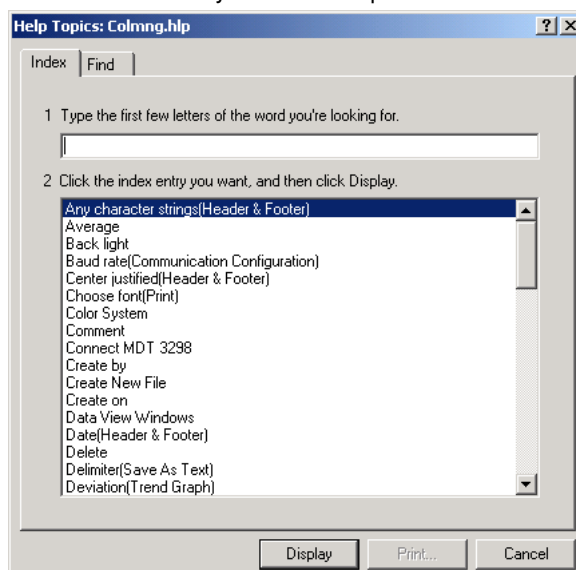 Help Topics: Colmng.hlp
Index
Find
1 Type the first few letters of the word you're looking for.
2 Click the index entry you want, and then click Display.
Any character strings(Header & Footer)
Average
Back light
Baud rate(Communication Configuration)
Center justified(Header & Footer)
Choose font(Print)
Color System
Comment
Connect MDT 3298
Create by
Create New File
Create on
Data View Windows
Date(Header & Footer)
Delete
Delimiter(Save As Text)
Deviation(Trend Graph)
Display
Print...
Cancel